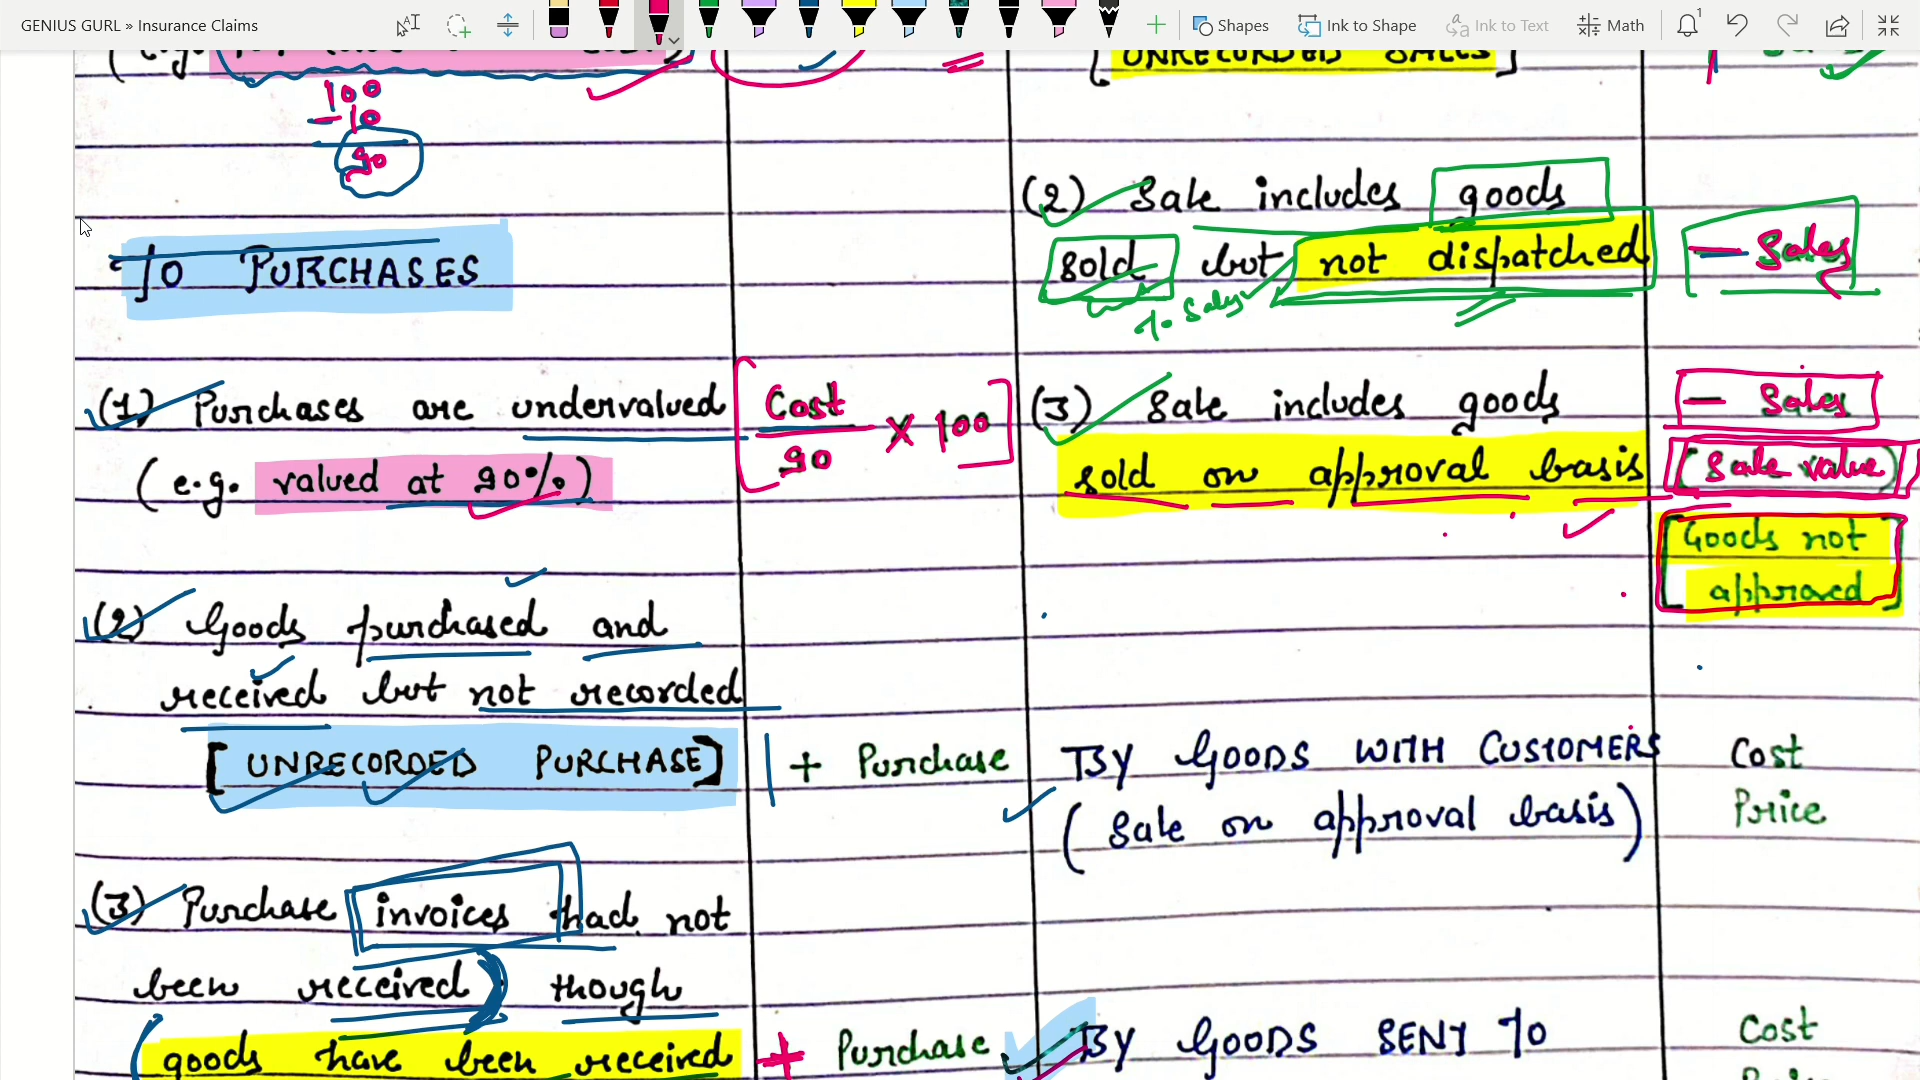 GENIUS GURL » Insurance Claims
Shapes
Ink to Shape
Ink to Text
Math
1
(e.g.
100
- 10
90
To PURCHASES
(1) Purchases are undervalued
Cost
90
X 100
(e.g. valued at 90%)
(2) Goods purchased and
received but not recorded
[UNRECORDED PURCHASE]
+ Purchase
(3) Purchase invoices had not
been received though
goods have been received
+ Purchase
[UNRECORDED SALES]
(2) Sale includes goods
sold but not dispatched
Sales
- Sales
(3) Sale includes goods
- Sales
sold on approval basis
(Sale value)
[Goods not
approved]
BY GOODS WITH CUSTOMERS
Cost
Price
(Sale on approval basis)
BY GOODS SENT TO
Cost